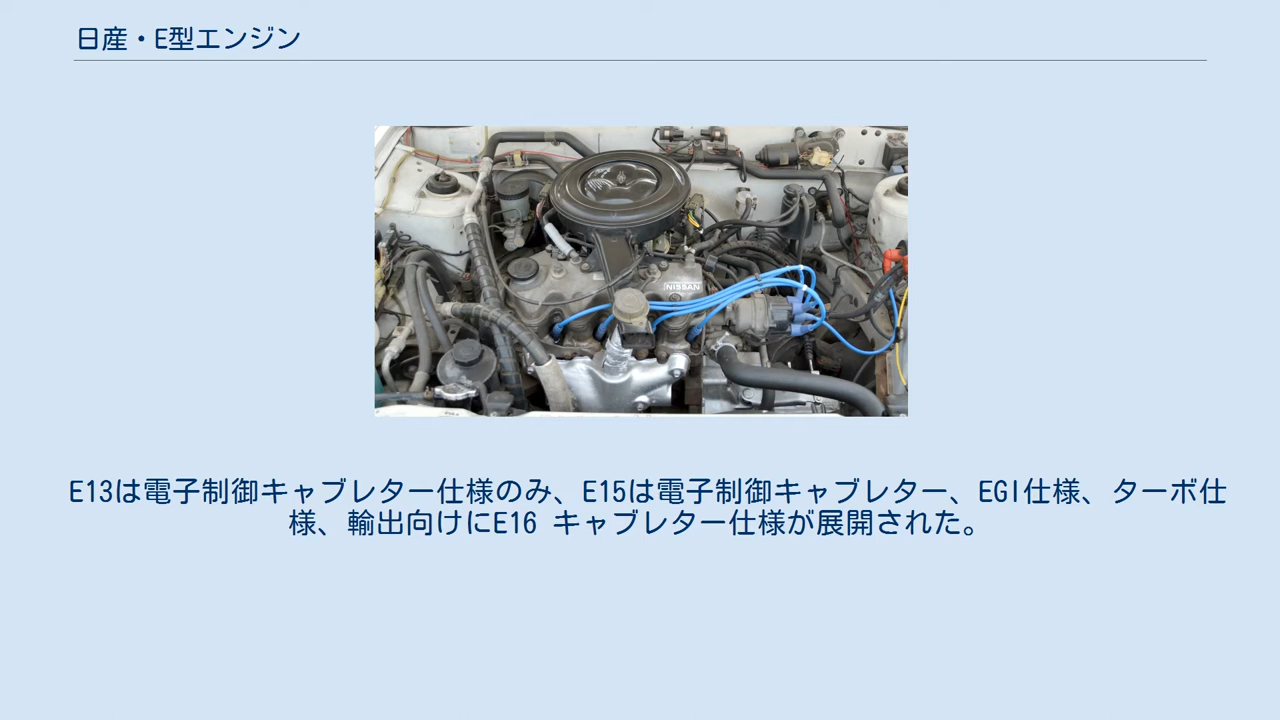 日産・E型エンジン
NISSAN
E13は電子制御キャブレター仕様のみ、E15は電子制御キャブレター、EGI仕様、ターボ仕
様、輸出向けにE16 キャブレター仕様が展開された。